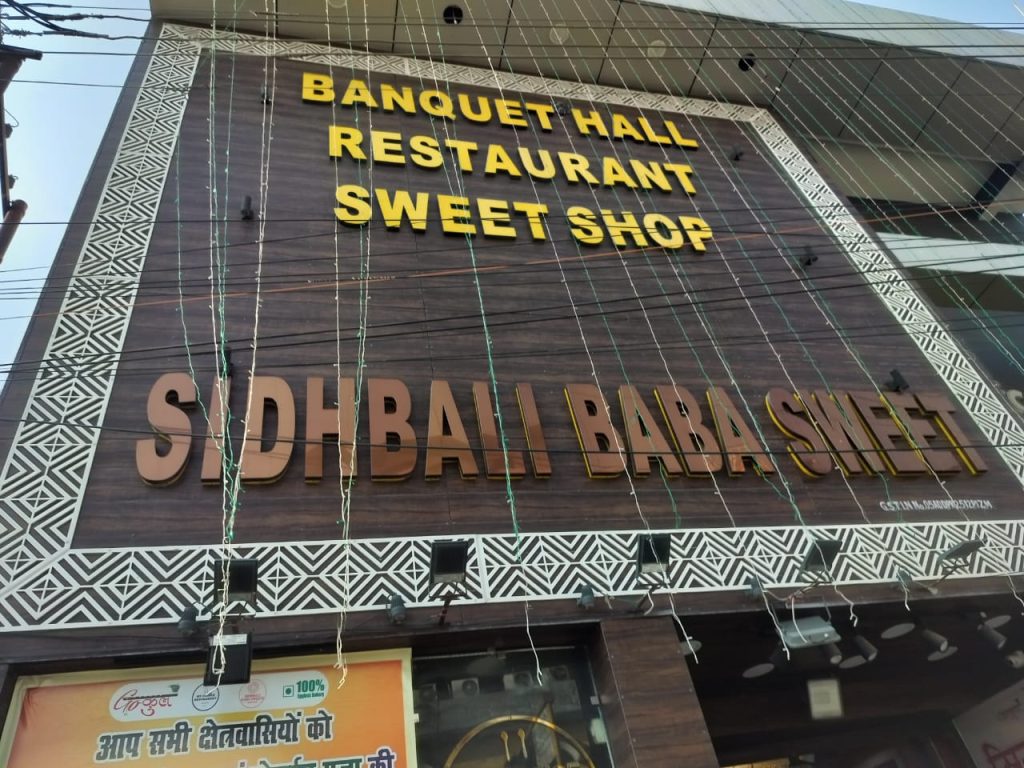 BANQUET HALL
RESTAURANT
SWEET SHOP
SIDHBALI BABA SWEET
100%
आप सभी क्षेत्रवासियों को